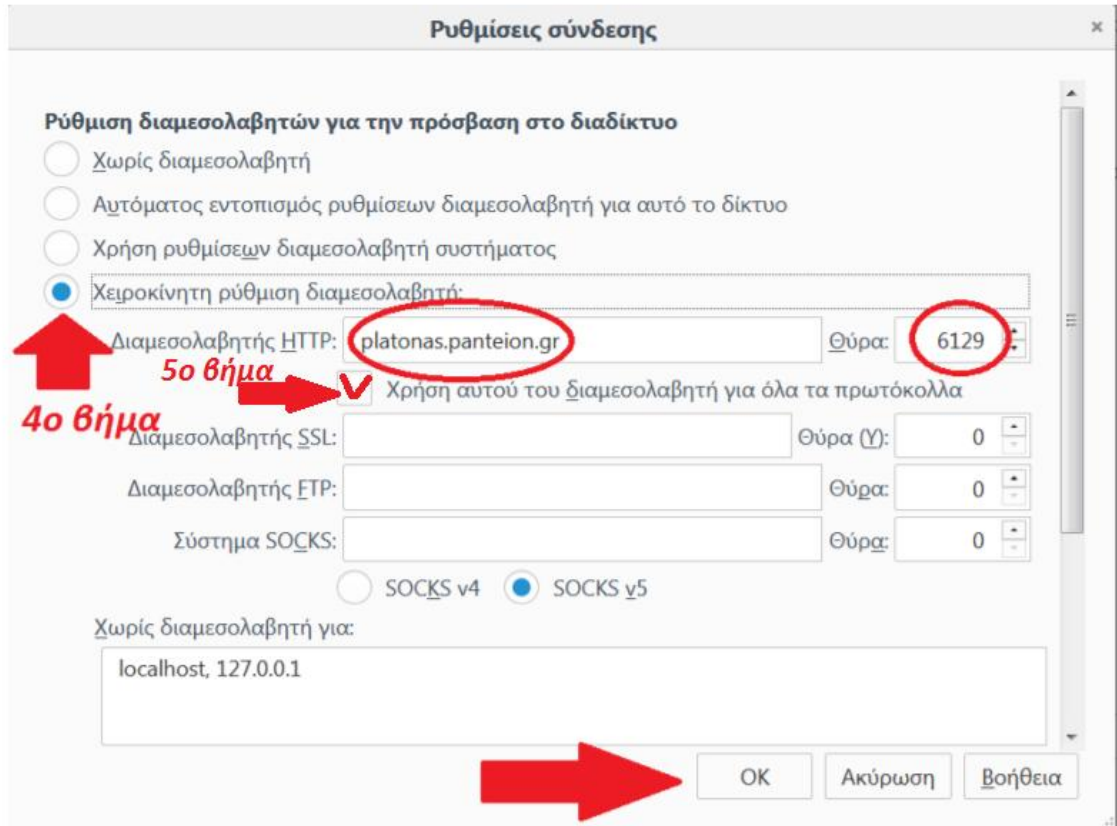 Ρυθμίσεις σύνδεσης
Ρύθμιση διαμεσολαβητών για την πρόσβαση στο διαδίκτυο
Χωρίς διαμεσολαβητή
Αυτόματος εντοπισμός ρυθμίσεων διαμεσολαβητή για αυτό το δίκτυο
Χρήση ρυθμίσεων διαμεσολαβητή συστήματος
Χειροκίνητη ρύθμιση διαμεσολαβητή:
Διαμεσολαβητής HTTP: platonas.panteion.gr Θύρα: 6129
5ο βήμα
Χρήση αυτού του διαμεσολαβητή για όλα τα πρωτόκολλα
4ο βήμα
Διαμεσολαβητής SSL: Θύρα (Y): 0
Διαμεσολαβητής FTP: Θύρα: 0
Σύστημα SOCKS: Θύρα: 0
SOCKS v4 SOCKS v5
Χωρίς διαμεσολαβητή για:
localhost, 127.0.0.1
OK Ακύρωση Βοήθεια